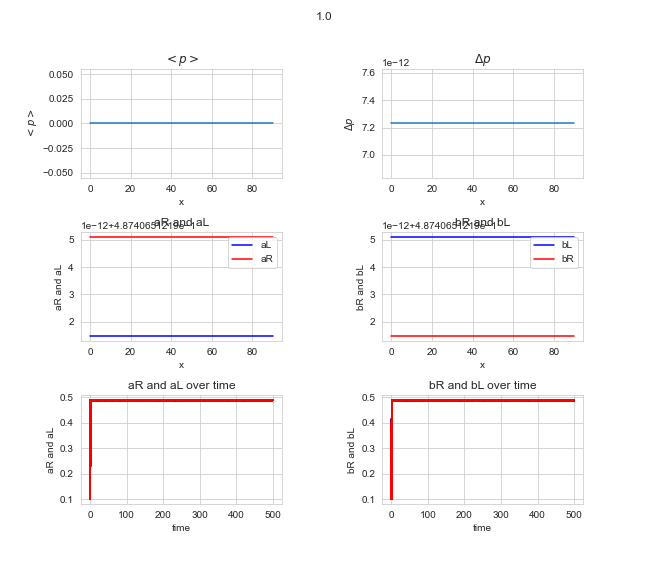 1.0
< p >
Δp
1e−12
0.050
0.025
0.000
−0.025
−0.050
< p >
0 20 40 60 80
x
7.6
7.4
7.2
7.0
Δp
0 20 40 60 80
x
aR and aL
1e−12+4.8740651219e−1
5
4
3
2
aR and aL
aL
aR
0 20 40 60 80
x
bR and bL
1e−12+4.8740651219e−1
5
4
3
2
bR and bL
bL
bR
0 20 40 60 80
x
aR and aL over time
0.5
0.4
0.3
0.2
0.1
aR and aL
0 100 200 300 400 500
time
bR and bL over time
0.5
0.4
0.3
0.2
0.1
bR and bL
0 100 200 300 400 500
time